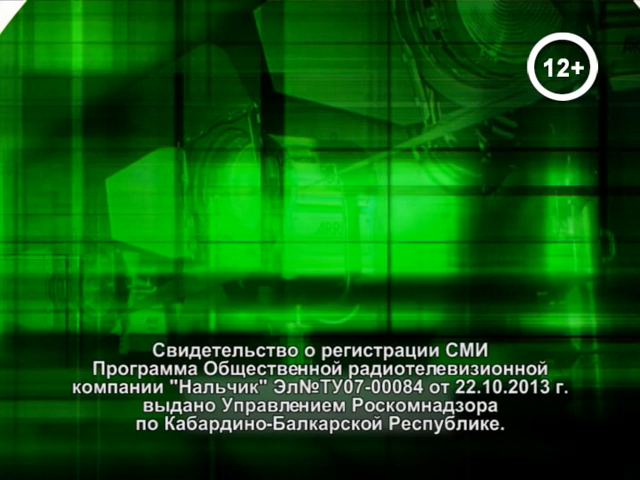 12+
Свидетельство о регистрации СМИ
Программа Общественной радиотелевизионной
компании "Нальчик" Эл№ТУ07-00084 от 22.10.2013 г.
выдано Управлением Роскомнадзора
по Кабардино-Балкарской Республике.